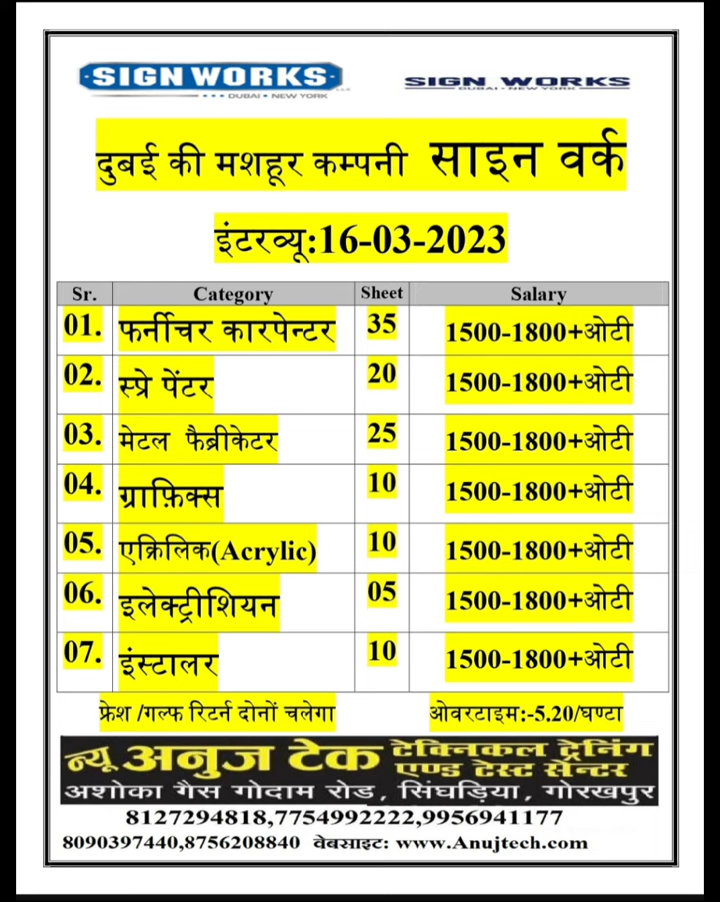 SIGN WORKS
DUBAI • NEW YORK
SIGN WORKS
DUBAI - NEW YORK
दुबई की मशहूर कम्पनी साइन वर्क
इंटरव्यू:16-03-2023
Sr. Category Sheet Salary
01. फर्नीचर कारपेन्टर 35 1500-1800+ओटी
02. स्प्रे पेंटर 20 1500-1800+ओटी
03. मेटल फैब्रीकेटर 25 1500-1800+ओटी
04. ग्राफ़िक्स 10 1500-1800+ओटी
05. एक्रिलिक(Acrylic) 10 1500-1800+ओटी
06. इलेक्ट्रीशियन 05 1500-1800+ओटी
07. इंस्टालर 10 1500-1800+ओटी
फ्रेश /गल्फ रिटर्न दोनों चलेगा ओवरटाइम:-5.20/घण्टा
न्यू अनुज टेक टेक्निकल ट्रेनिंग
एण्ड टेस्ट सेन्टर
अशोका गैस गोदाम रोड, सिंघड़िया, गोरखपुर
8127294818,7754992222,9956941177
8090397440,8756208840 वेबसाइट: www.Anujtech.com